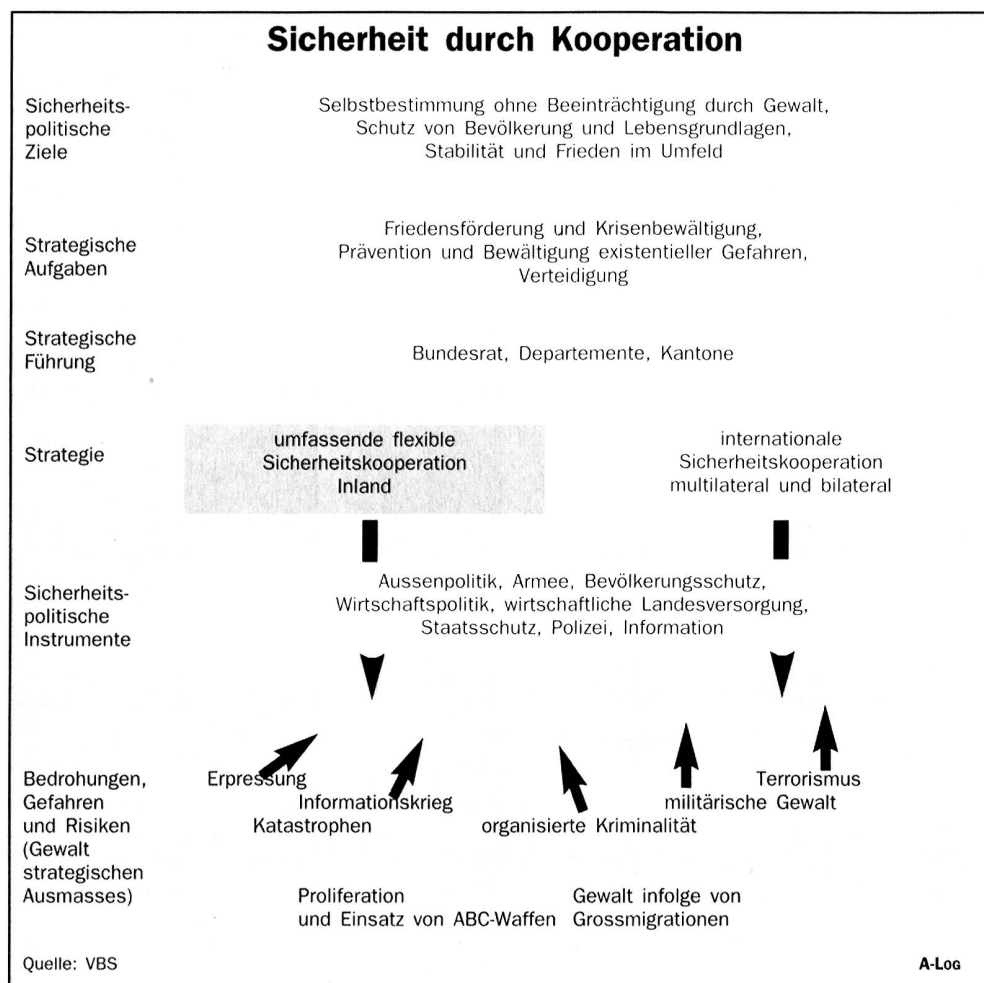 Sicherheit durch Kooperation
Sicherheits-
politische
Ziele
Selbstbestimmung ohne Beeinträchtigung durch Gewalt,
Schutz von Bevölkerung und Lebensgrundlagen,
Stabilität und Frieden im Umfeld
Strategische
Aufgaben
Friedensförderung und Krisenbewältigung,
Prävention und Bewältigung existentieller Gefahren,
Verteidigung
Strategische
Führung
Bundesrat, Departemente, Kantone
Strategie
umfassende flexible
Sicherheitskooperation
Inland
internationale
Sicherheitskooperation
multilateral und bilateral
Sicherheits-
politische
Instrumente
Aussenpolitik, Armee, Bevölkerungsschutz,
Wirtschaftspolitik, wirtschaftliche Landesversorgung,
Staatsschutz, Polizei, Information
Bedrohungen,
Gefahren
und Risiken
(Gewalt
strategischen
Ausmasses)
Erpressung
Informationskrieg
Katastrophen
organisierte Kriminalität
militärische Gewalt
Terrorismus
Proliferation
und Einsatz von ABC-Waffen
Gewalt infolge von
Grossmigrationen
Quelle: VBS
A-LOG